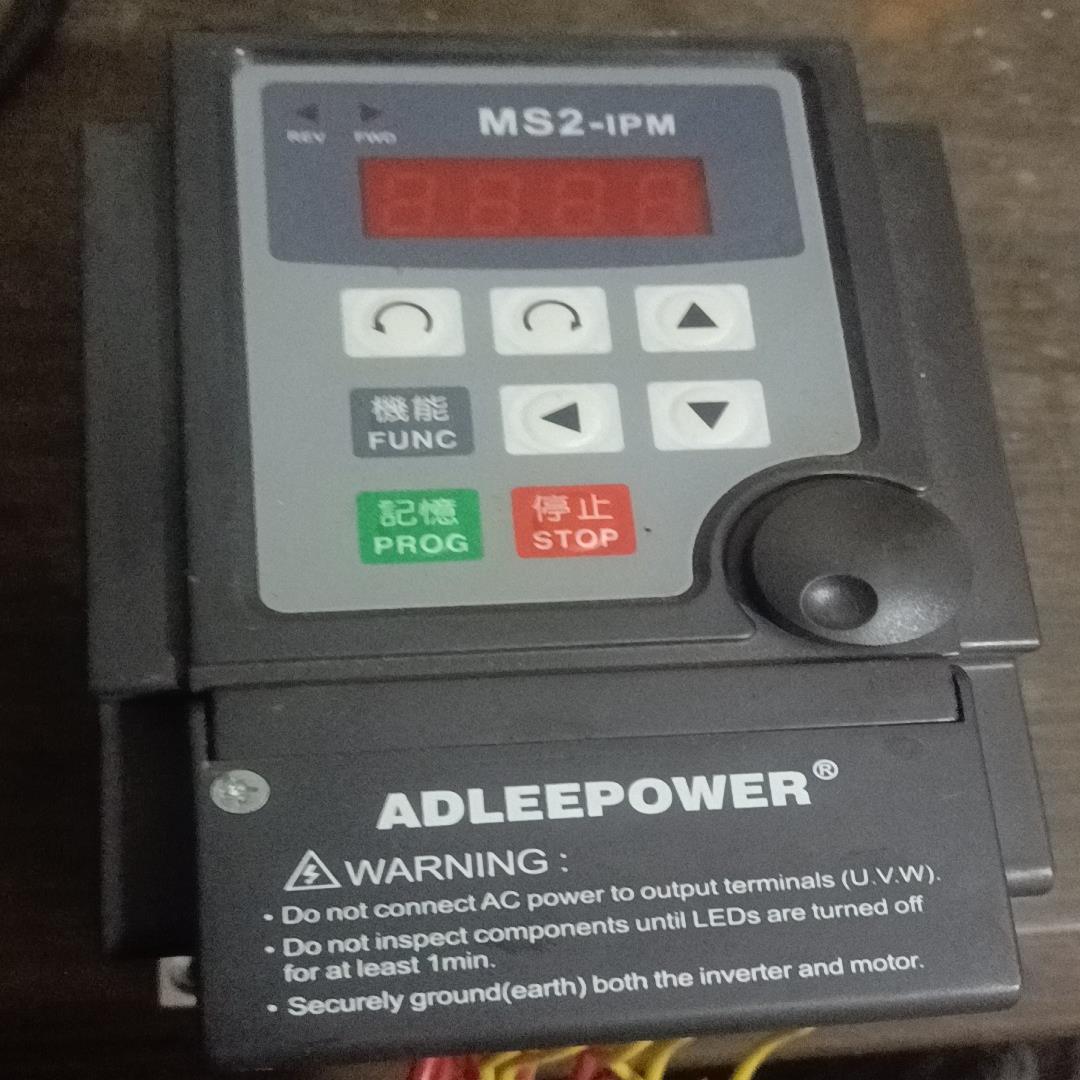 MS2-IPM
REV FWD
機能
FUNC
記憶
PROG
停止
STOP
ADLEEPOWER®
WARNING :
• Do not connect AC power to output terminals (U.V.W).
• Do not inspect components until LEDs are turned off
for at least 1min.
• Securely ground(earth) both the inverter and motor.